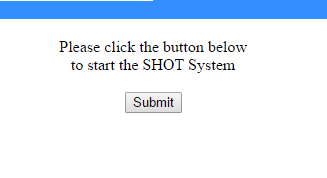 Please click the button below
to start the SHOT System
Submit